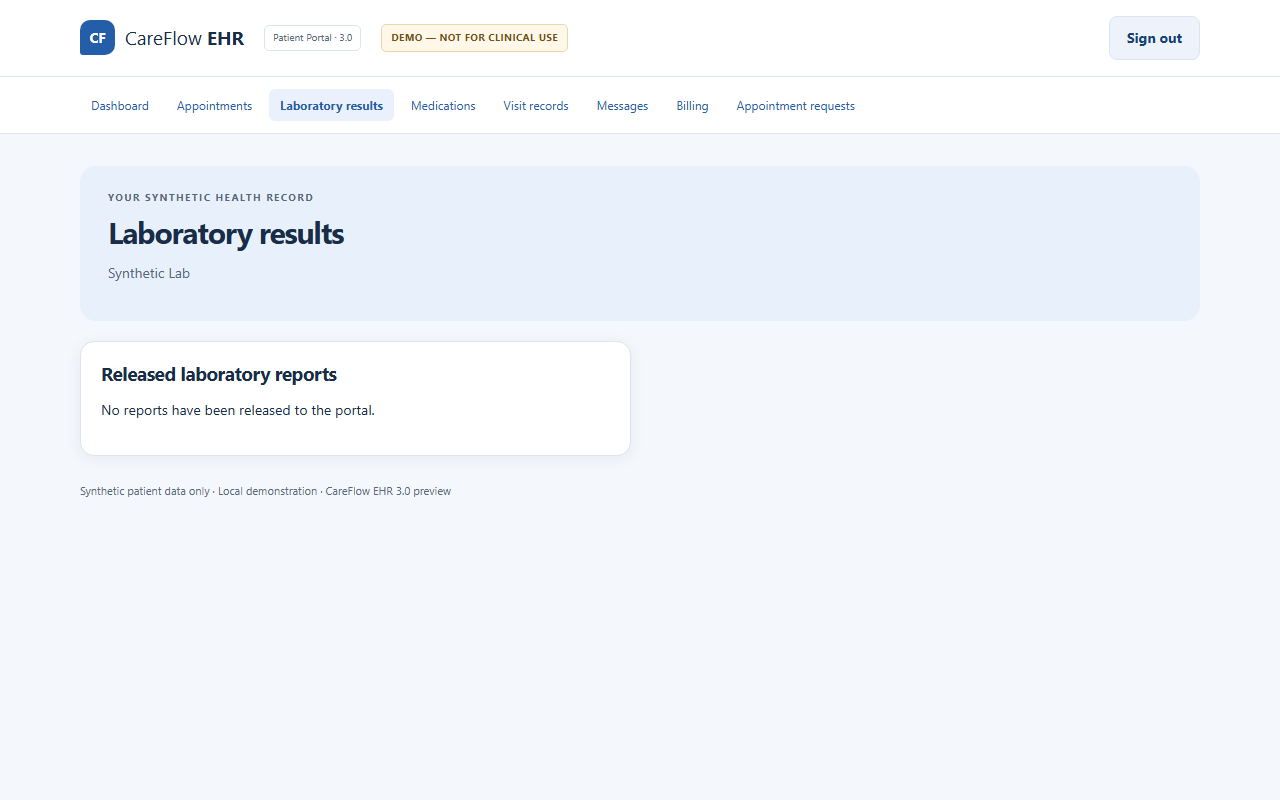 CF CareFlow EHR Patient Portal · 3.0 DEMO — NOT FOR CLINICAL USE Sign out
Dashboard Appointments Laboratory results Medications Visit records Messages Billing Appointment requests
YOUR SYNTHETIC HEALTH RECORD
Laboratory results
Synthetic Lab
Released laboratory reports
No reports have been released to the portal.
Synthetic patient data only · Local demonstration · CareFlow EHR 3.0 preview